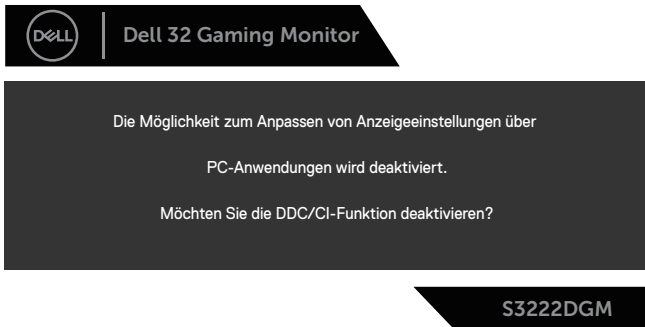 DELL
Dell 32 Gaming Monitor
Die Möglichkeit zum Anpassen von Anzeigeeinstellungen über
PC-Anwendungen wird deaktiviert.
Möchten Sie die DDC/CI-Funktion deaktivieren?
S3222DGM